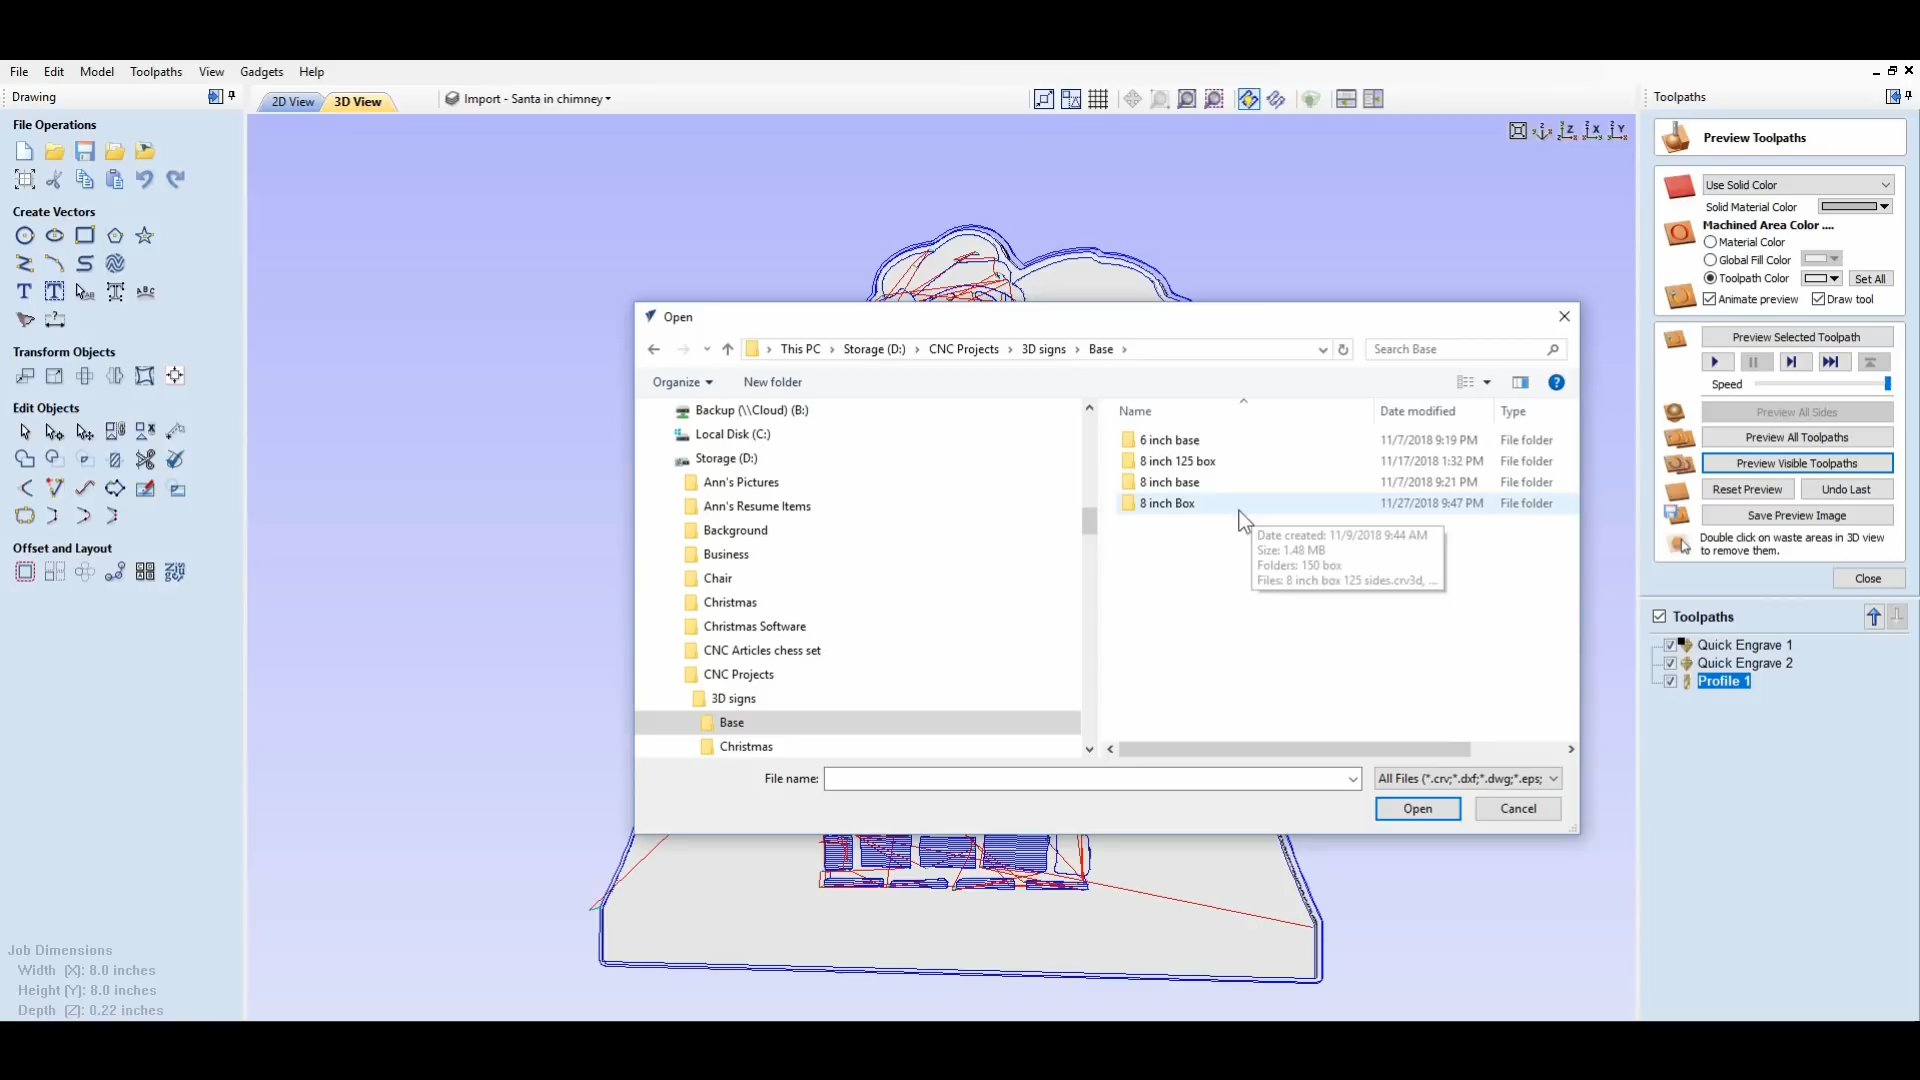 File Edit Model Toolpaths View Gadgets Help
Drawing
2D View 3D View
Import - Santa in chimney
Toolpaths
File Operations
Create Vectors
Transform Objects
Edit Objects
Offset and Layout
Job Dimensions
Width (X): 8.0 inches
Height (Y): 8.0 inches
Depth (Z): 0.22 inches
Open
This PC › Storage (D:) › CNC Projects › 3D signs › Base ›
Search Base
Organize New folder
Backup (\\Cloud) (B:)
Local Disk (C:)
Storage (D:)
Ann's Pictures
Ann's Resume Items
Background
Business
Chair
Christmas
Christmas Software
CNC Articles chess set
CNC Projects
3D signs
Base
Christmas
Name Date modified Type
6 inch base 11/7/2018 9:19 PM File folder
8 inch 125 box 11/17/2018 1:32 PM File folder
8 inch base 11/7/2018 9:21 PM File folder
8 inch Box 11/27/2018 9:47 PM File folder
Date created: 11/9/2018 9:44 AM
Size: 1.48 MB
Folders: 150 box
Files: 8 inch box 125 sides.crv3d, ...
File name:
All Files (*.crv;*.dxf;*.dwg;*.eps;
Open Cancel
Preview Toolpaths
Use Solid Color
Solid Material Color
Machined Area Color ....
Material Color
Global Fill Color
Toolpath Color Set All
Animate preview Draw tool
Preview Selected Toolpath
Speed
Preview All Sides
Preview All Toolpaths
Preview Visible Toolpaths
Reset Preview Undo Last
Save Preview Image
Double click on waste areas in 3D view
to remove them.
Close
Toolpaths
Quick Engrave 1
Quick Engrave 2
Profile 1